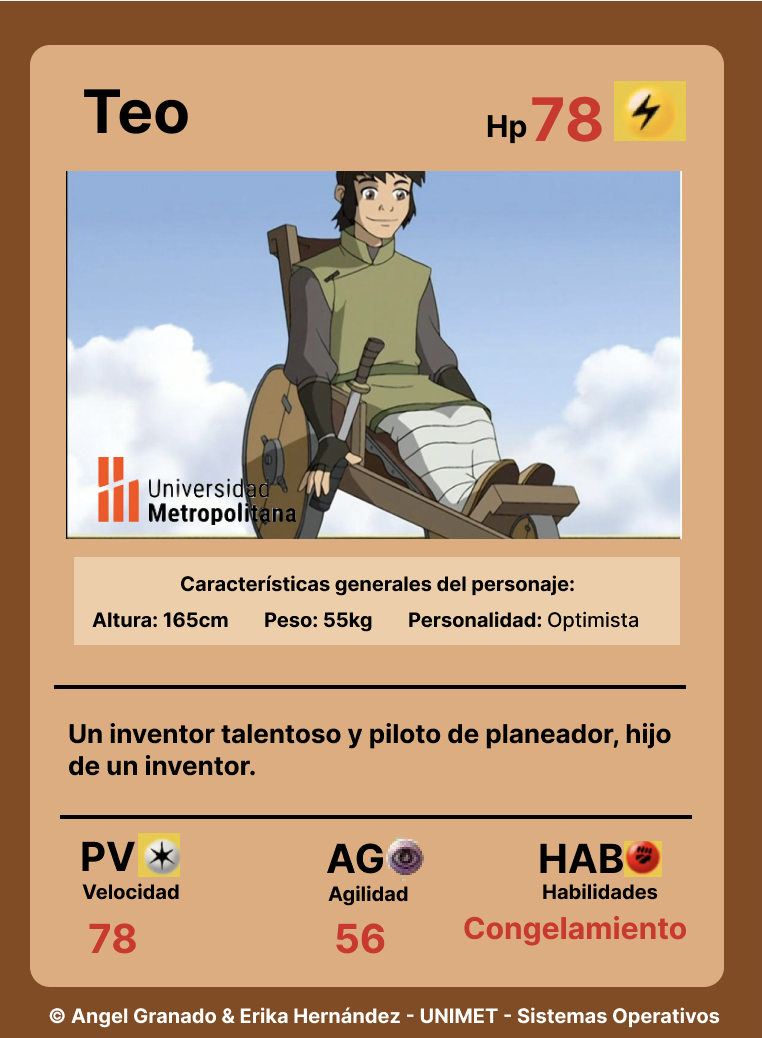 Teo
Hp 78
Universidad
Metropolitana
Características generales del personaje:
Altura: 165cm Peso: 55kg Personalidad: Optimista
Un inventor talentoso y piloto de planeador, hijo
de un inventor.
PV AG HAB
Velocidad Agilidad Habilidades
78 56 Congelamiento
© Angel Granado & Erika Hernández - UNIMET - Sistemas Operativos